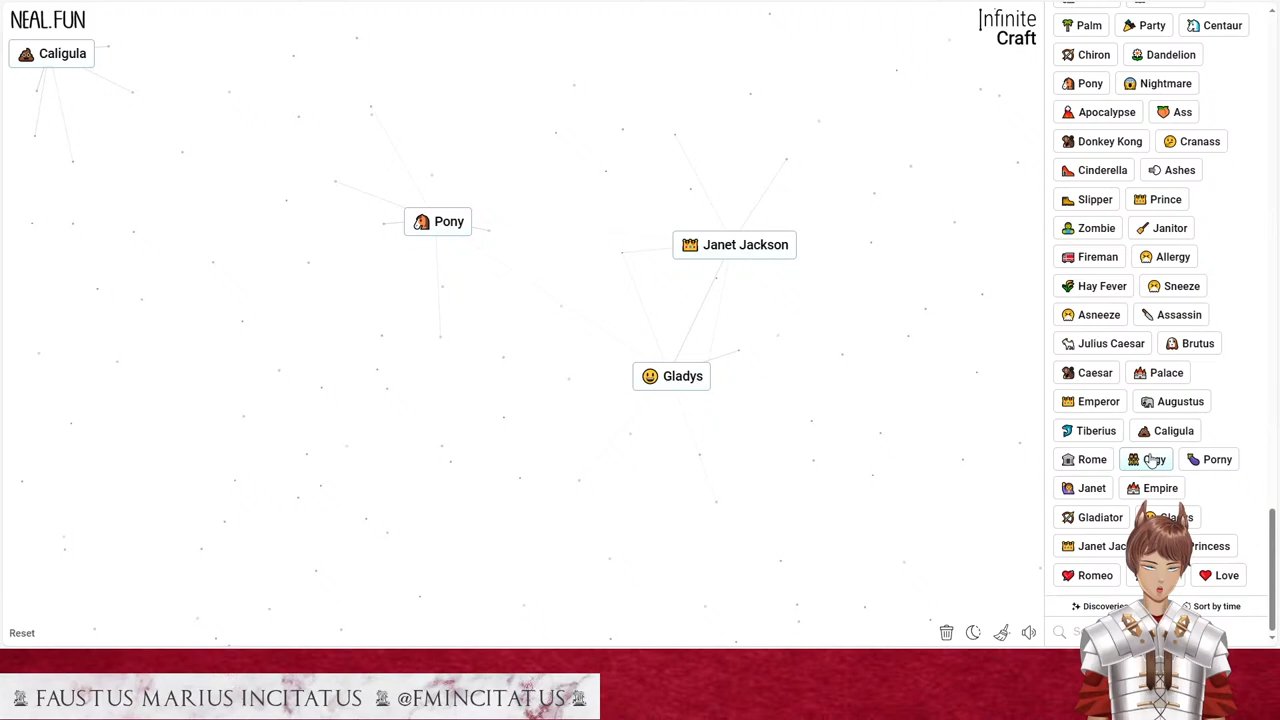 NEAL.FUN
Infinite
Craft
Caligula
Pony
Janet Jackson
Gladys
Reset
Palm Party Centaur
Chiron Dandelion
Pony Nightmare
Apocalypse Ass
Donkey Kong Cranass
Cinderella Ashes
Slipper Prince
Zombie Janitor
Fireman Allergy
Hay Fever Sneeze
Asneeze Assassin
Julius Caesar Brutus
Caesar Palace
Emperor Augustus
Tiberius Caligula
Rome Porny
Janet Empire
Gladiator
Janet Princess
Romeo Love
Discoveries Sort by time
FAUSTUS MARIUS INCITATUS @FMINCITATUS